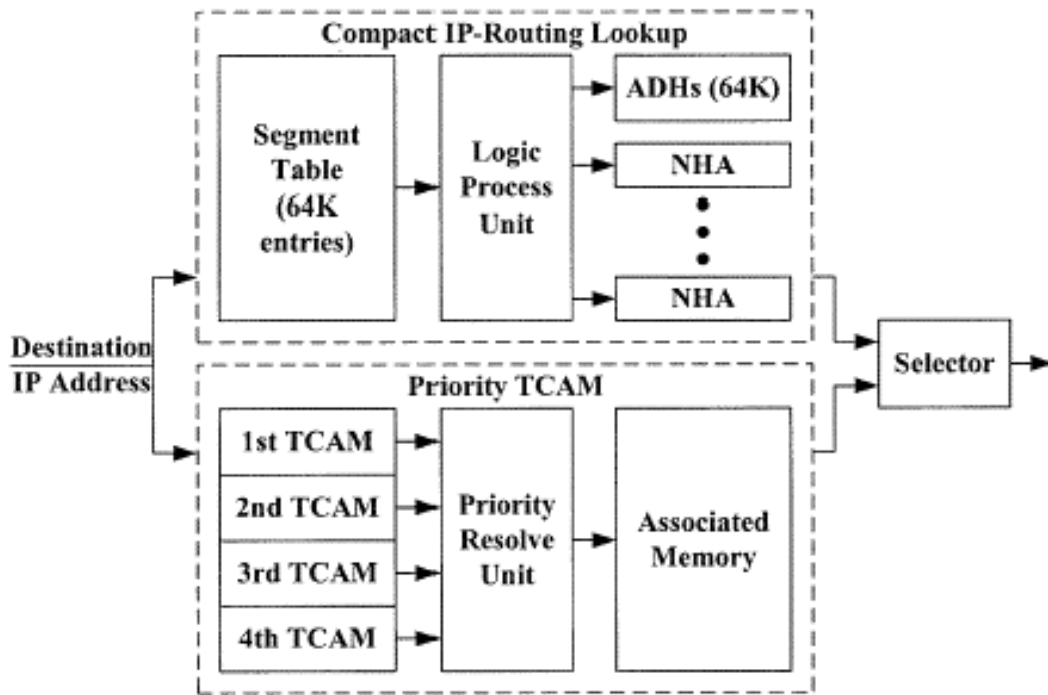 Compact IP-Routing Lookup
Segment
Table
(64K
entries)
Logic
Process
Unit
ADHs (64K)
NHA
NHA
Destination
IP Address
Selector
Priority TCAM
1st TCAM
2nd TCAM
3rd TCAM
4th TCAM
Priority
Resolve
Unit
Associated
Memory